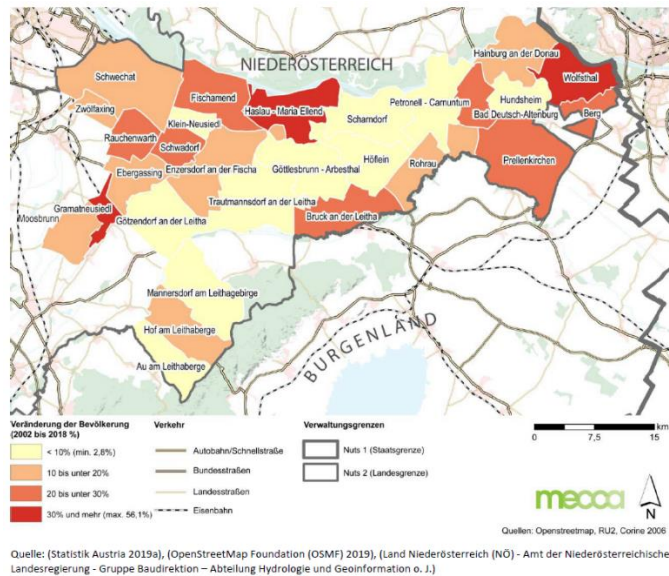 NIEDERÖSTERREICH
Hainburg an der Donau
Schwechat
Wolfsthal
Fischamend
Zwölfaxing
Haslau - Maria Ellend
Petronell - Carnuntum
Hundsheim
Klein-Neusiedl
Scharndorf
Bad Deutsch-Altenburg
Berg
Rauchenwarth
Schwadorf
Höflein
Prellenkirchen
Ebergassing
Enzersdorf an der Fischa
Göttlesbrunn - Arbesthal
Rohrau
Gramatneusiedl
Trautmannsdorf an der Leitha
Moosbrunn
Götzendorf an der Leitha
Bruck an der Leitha
Mannersdorf am Leithagebirge
Hof am Leithaberge
BURGENLAND
Au am Leithaberge
Veränderung der Bevölkerung
(2002 bis 2018 %)
< 10% (min. 2,8%)
10 bis unter 20%
20 bis unter 30%
30% und mehr (max. 56,1%)
Verkehr
Autobahn/Schnellstraße
Bundesstraßen
Landesstraßen
Eisenbahn
Verwaltungsgrenzen
Nuts 1 (Staatsgrenze)
Nuts 2 (Landesgrenze)
0 7,5 15
km
mecca
N
Quellen: Openstreetmap, RU2, Corine 2006
Quelle: (Statistik Austria 2019a), (OpenStreetMap Foundation (OSMF) 2019), (Land Niederösterreich (NÖ) - Amt der Niederösterreichische
Landesregierung - Gruppe Baudirektion – Abteilung Hydrologie und Geoinformation o. J.)